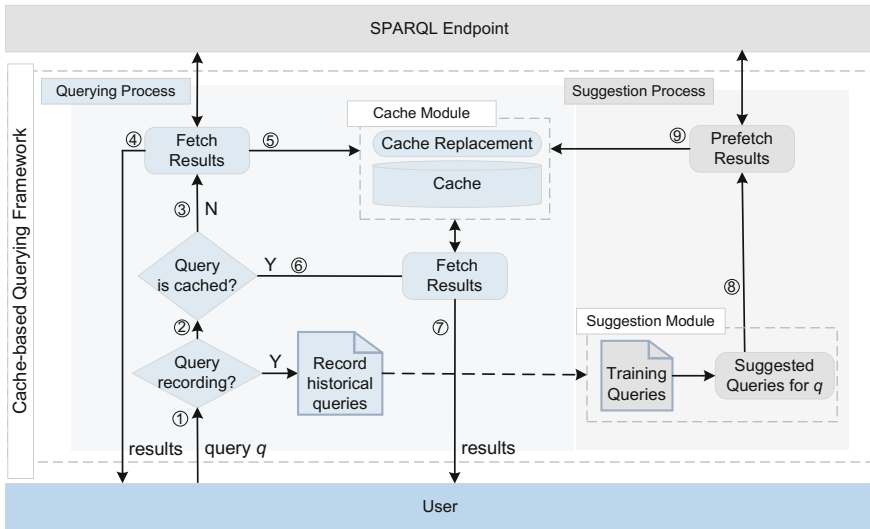 SPARQL Endpoint
Cache-based Querying Framework
Querying Process
Suggestion Process
Cache Module
④
Fetch
Results
⑤
Cache Replacement
Cache
⑨
Prefetch
Results
③ N
Query
is cached?
Y ⑥
Fetch
Results
②
⑦
⑧
Suggestion Module
Query
recording?
Y
Record
historical
queries
Training
Queries
Suggested
Queries for q
①
results
query q
results
User